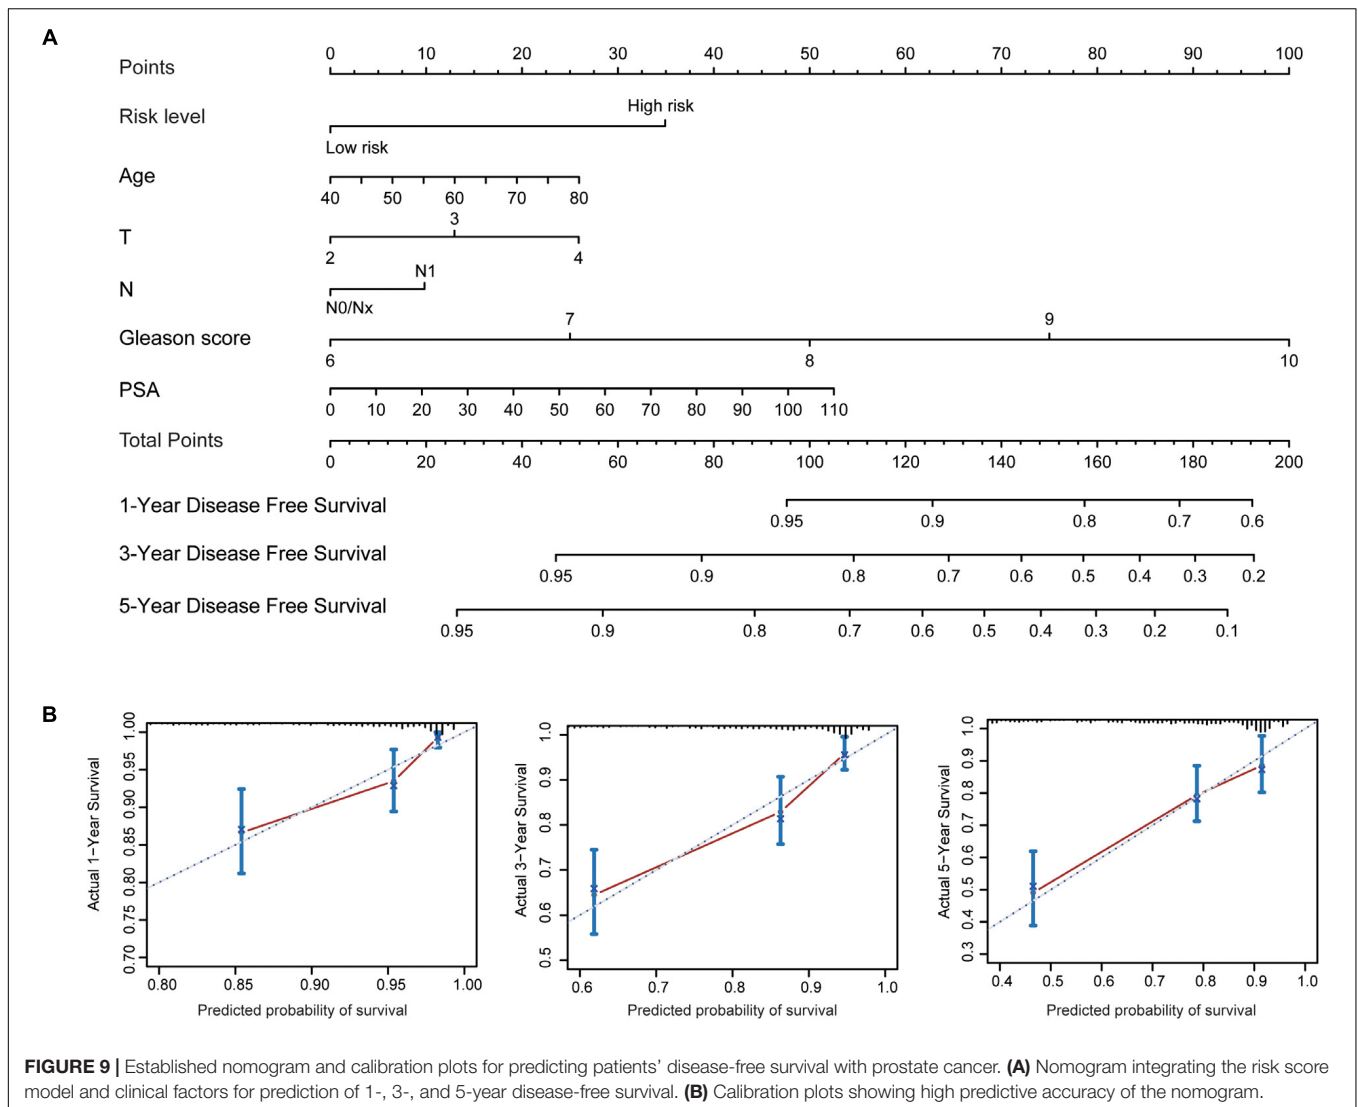 A
Points
0 10 20 30 40 50 60 70 80 90 100
Risk level
High risk
Low risk
Age
40 50 60 70 80
T
3
2 4
N
N1
N0/Nx
Gleason score
7 9
6 8 10
PSA
0 10 20 30 40 50 60 70 80 90 100 110
Total Points
0 20 40 60 80 100 120 140 160 180 200
1-Year Disease Free Survival
0.95 0.9 0.8 0.7 0.6
3-Year Disease Free Survival
0.95 0.9 0.8 0.7 0.6 0.5 0.4 0.3 0.2
5-Year Disease Free Survival
0.95 0.9 0.8 0.7 0.6 0.5 0.4 0.3 0.2 0.1
B
Actual 1−Year Survival
0.70 0.75 0.80 0.85 0.90 0.95 1.00
0.80 0.85 0.90 0.95 1.00
Predicted probability of survival
Actual 3−Year Survival
0.5 0.6 0.7 0.8 0.9 1.0
0.6 0.7 0.8 0.9 1.0
Predicted probability of survival
Actual 5−Year Survival
0.3 0.4 0.5 0.6 0.7 0.8 0.9 1.0
0.4 0.5 0.6 0.7 0.8 0.9 1.0
Predicted probability of survival
FIGURE 9 | Established nomogram and calibration plots for predicting patients’ disease-free survival with prostate cancer. (A) Nomogram integrating the risk score
model and clinical factors for prediction of 1-, 3-, and 5-year disease-free survival. (B) Calibration plots showing high predictive accuracy of the nomogram.